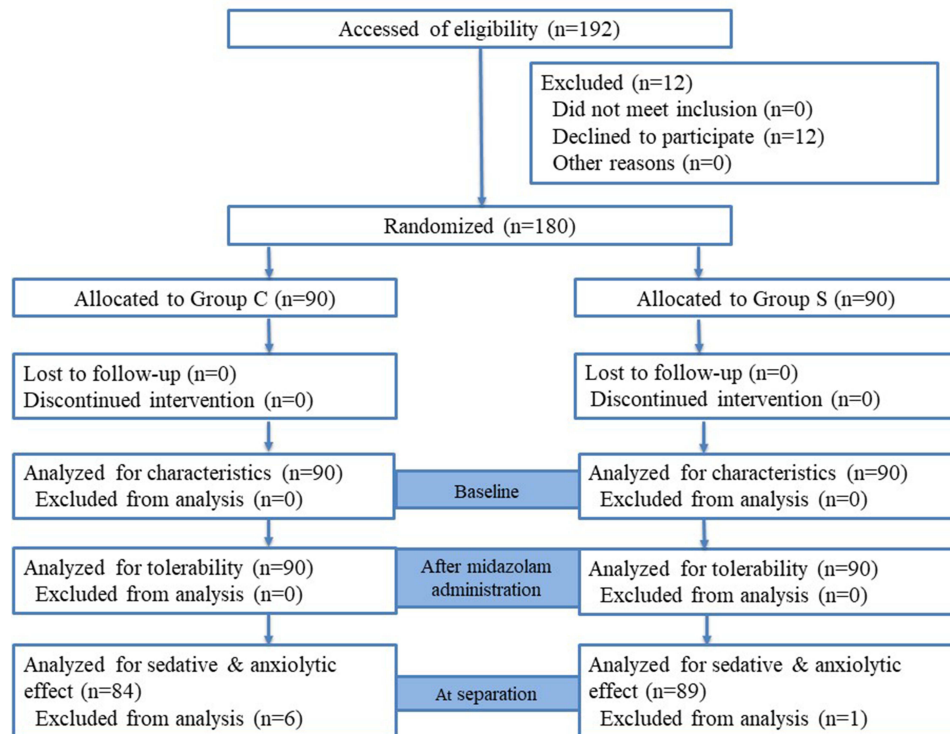 Accessed of eligibility (n=192)
Excluded (n=12)
Did not meet inclusion (n=0)
Declined to participate (n=12)
Other reasons (n=0)
Randomized (n=180)
Allocated to Group C (n=90)
Allocated to Group S (n=90)
Lost to follow-up (n=0)
Discontinued intervention (n=0)
Lost to follow-up (n=0)
Discontinued intervention (n=0)
Analyzed for characteristics (n=90)
Excluded from analysis (n=0)
Baseline
Analyzed for characteristics (n=90)
Excluded from analysis (n=0)
Analyzed for tolerability (n=90)
Excluded from analysis (n=0)
After midazolam
administration
Analyzed for tolerability (n=90)
Excluded from analysis (n=0)
Analyzed for sedative & anxiolytic
effect (n=84)
Excluded from analysis (n=6)
At separation
Analyzed for sedative & anxiolytic
effect (n=89)
Excluded from analysis (n=1)